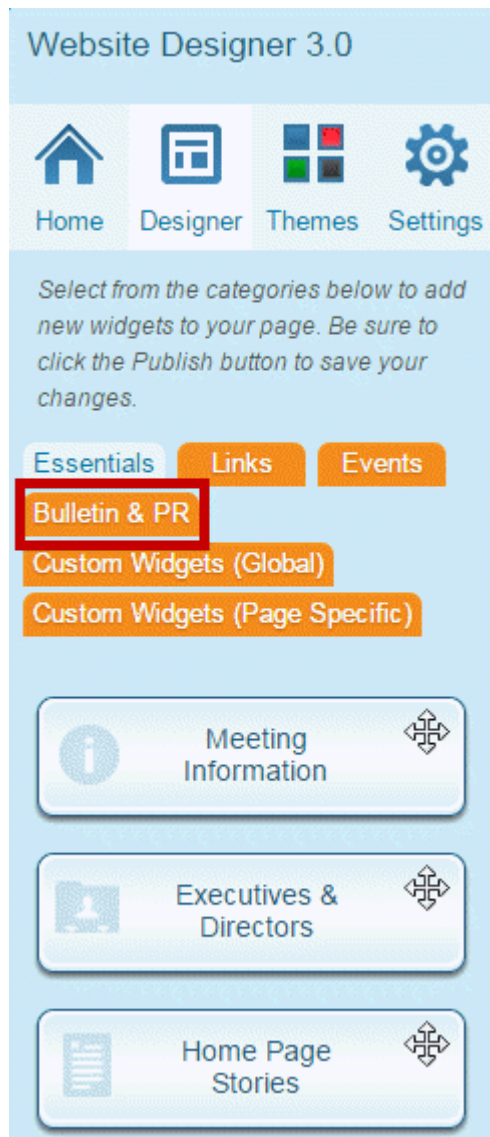 Website Designer 3.0
Home Designer Themes Settings
Select from the categories below to add
new widgets to your page. Be sure to
click the Publish button to save your
changes.
Essentials Links Events
Bulletin & PR
Custom Widgets (Global)
Custom Widgets (Page Specific)
Meeting
Information
Executives &
Directors
Home Page
Stories